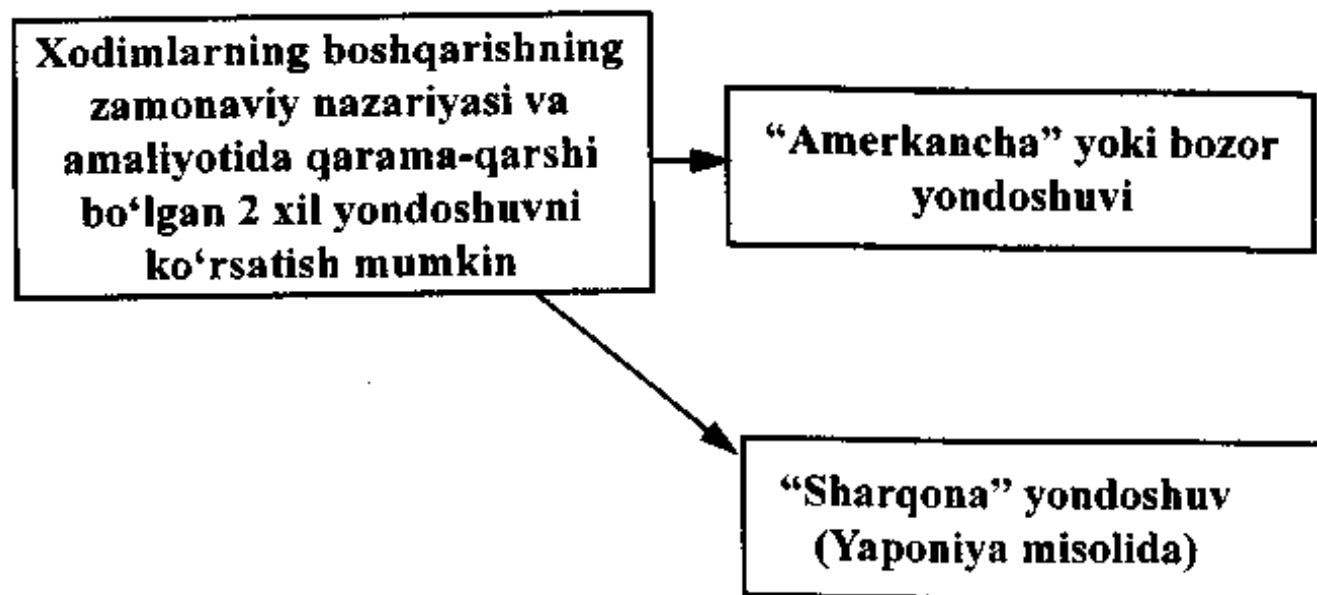 Xodimlarning boshqarishning
zamonaviy nazariyasi va
amaliyotida qarama-qarshi
bo‘lgan 2 xil yondoshuvni
ko‘rsatish mumkin
“Amerkancha” yoki bozor
yondoshuvi
“Sharqona” yondoshuv
(Yaponiya misolida)